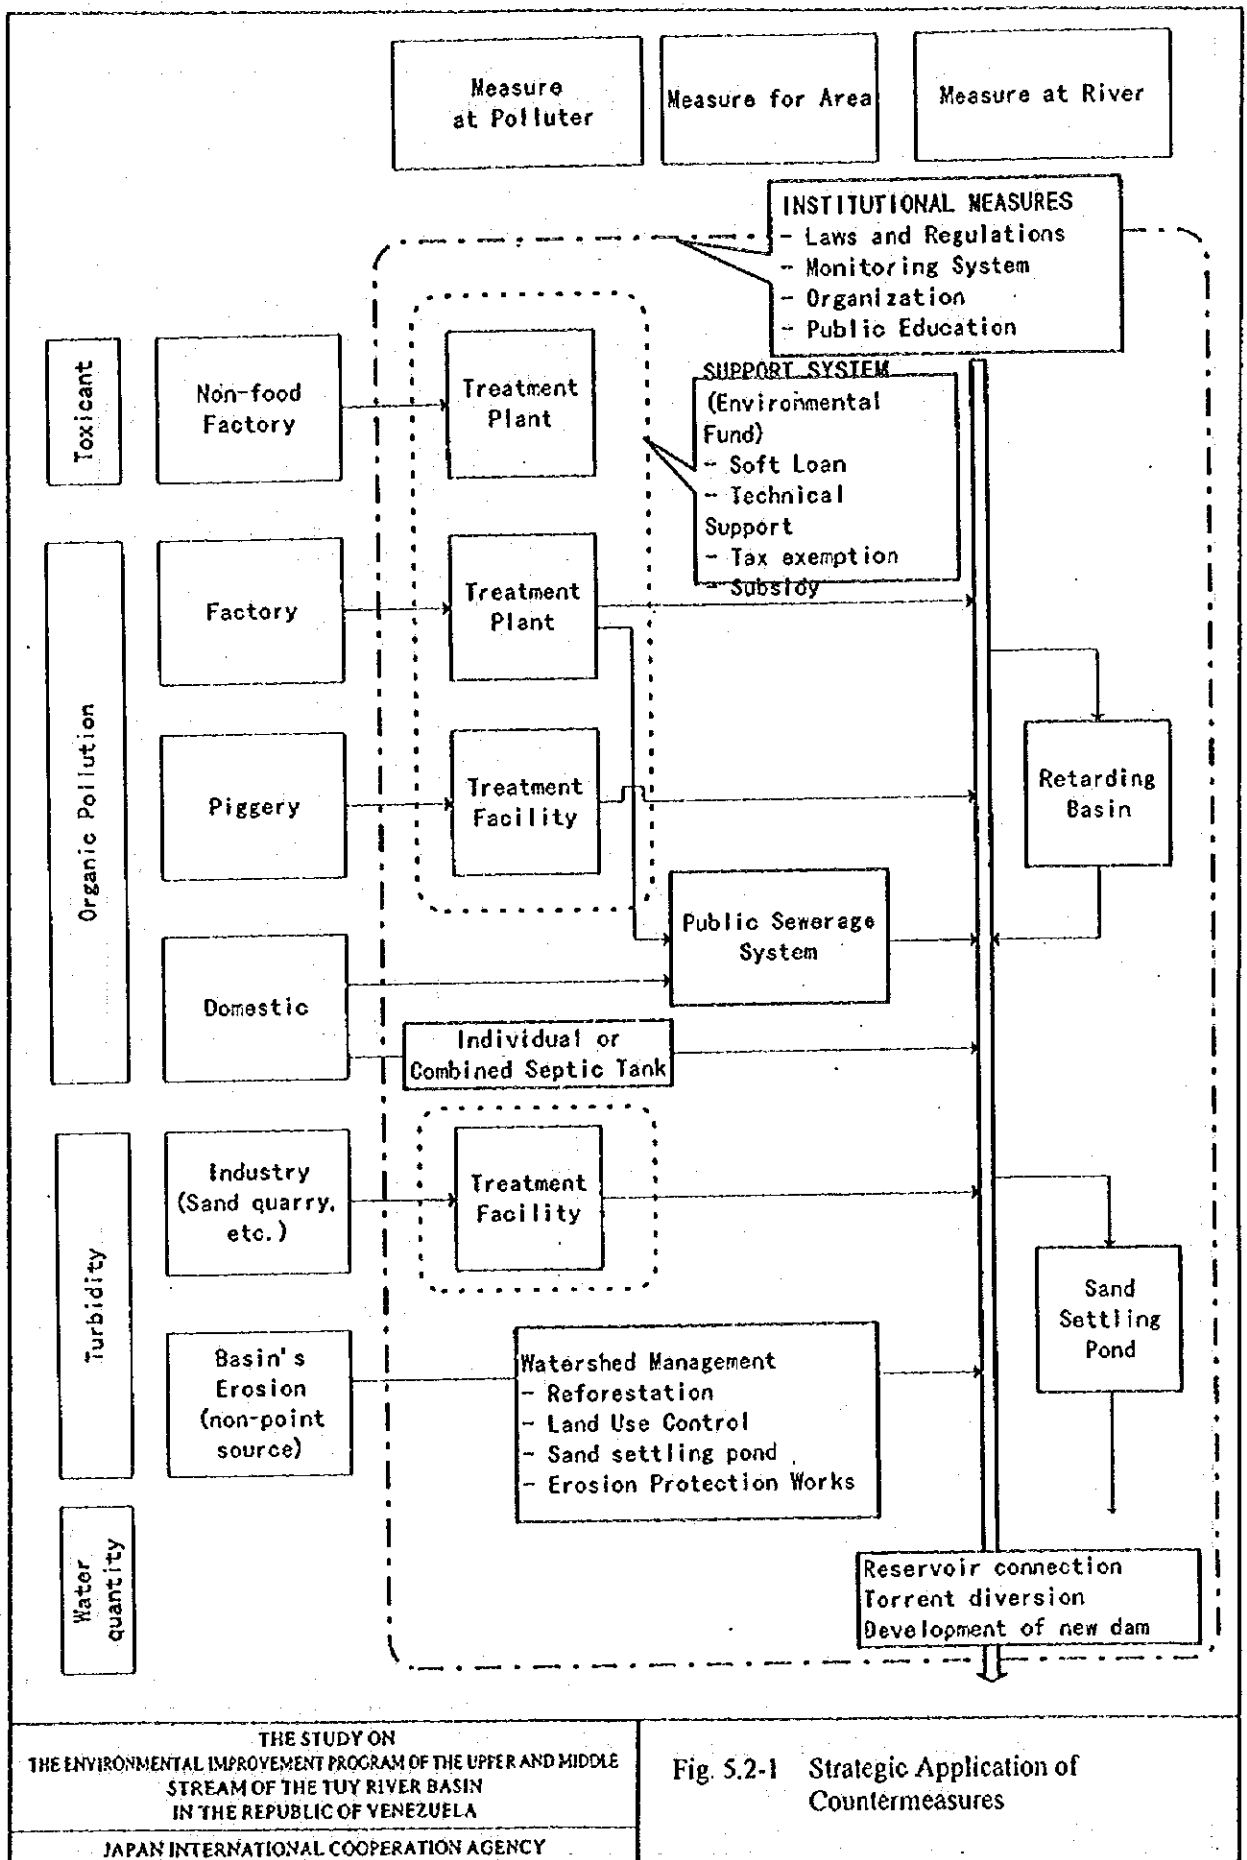 Measure
at Polluter
Measure for Area
Measure at River
INSTITUTIONAL MEASURES
- Laws and Regulations
- Monitoring System
- Organization
- Public Education
SUPPORT SYSTEM
(Environmental
Fund)
- Soft Loan
- Technical
Support
- Tax exemption
- Subsidy
Toxicant
Non-food
Factory
Treatment
Plant
Organic Pollution
Factory
Treatment
Plant
Piggery
Treatment
Facility
Retarding
Basin
Public Sewerage
System
Domestic
Individual or
Combined Septic Tank
Turbidity
Industry
(Sand quarry,
etc.)
Treatment
Facility
Sand
Settling
Pond
Basin's
Erosion
(non-point
source)
Watershed Management
- Reforestation
- Land Use Control
- Sand settling pond
- Erosion Protection Works
Water
quantity
Reservoir connection
Torrent diversion
Development of new dam
THE STUDY ON
THE ENVIRONMENTAL IMPROVEMENT PROGRAM OF THE UPPER AND MIDDLE
STREAM OF THE TUY RIVER BASIN
IN THE REPUBLIC OF VENEZUELA
JAPAN INTERNATIONAL COOPERATION AGENCY
Fig. 5.2-1 Strategic Application of
Countermeasures